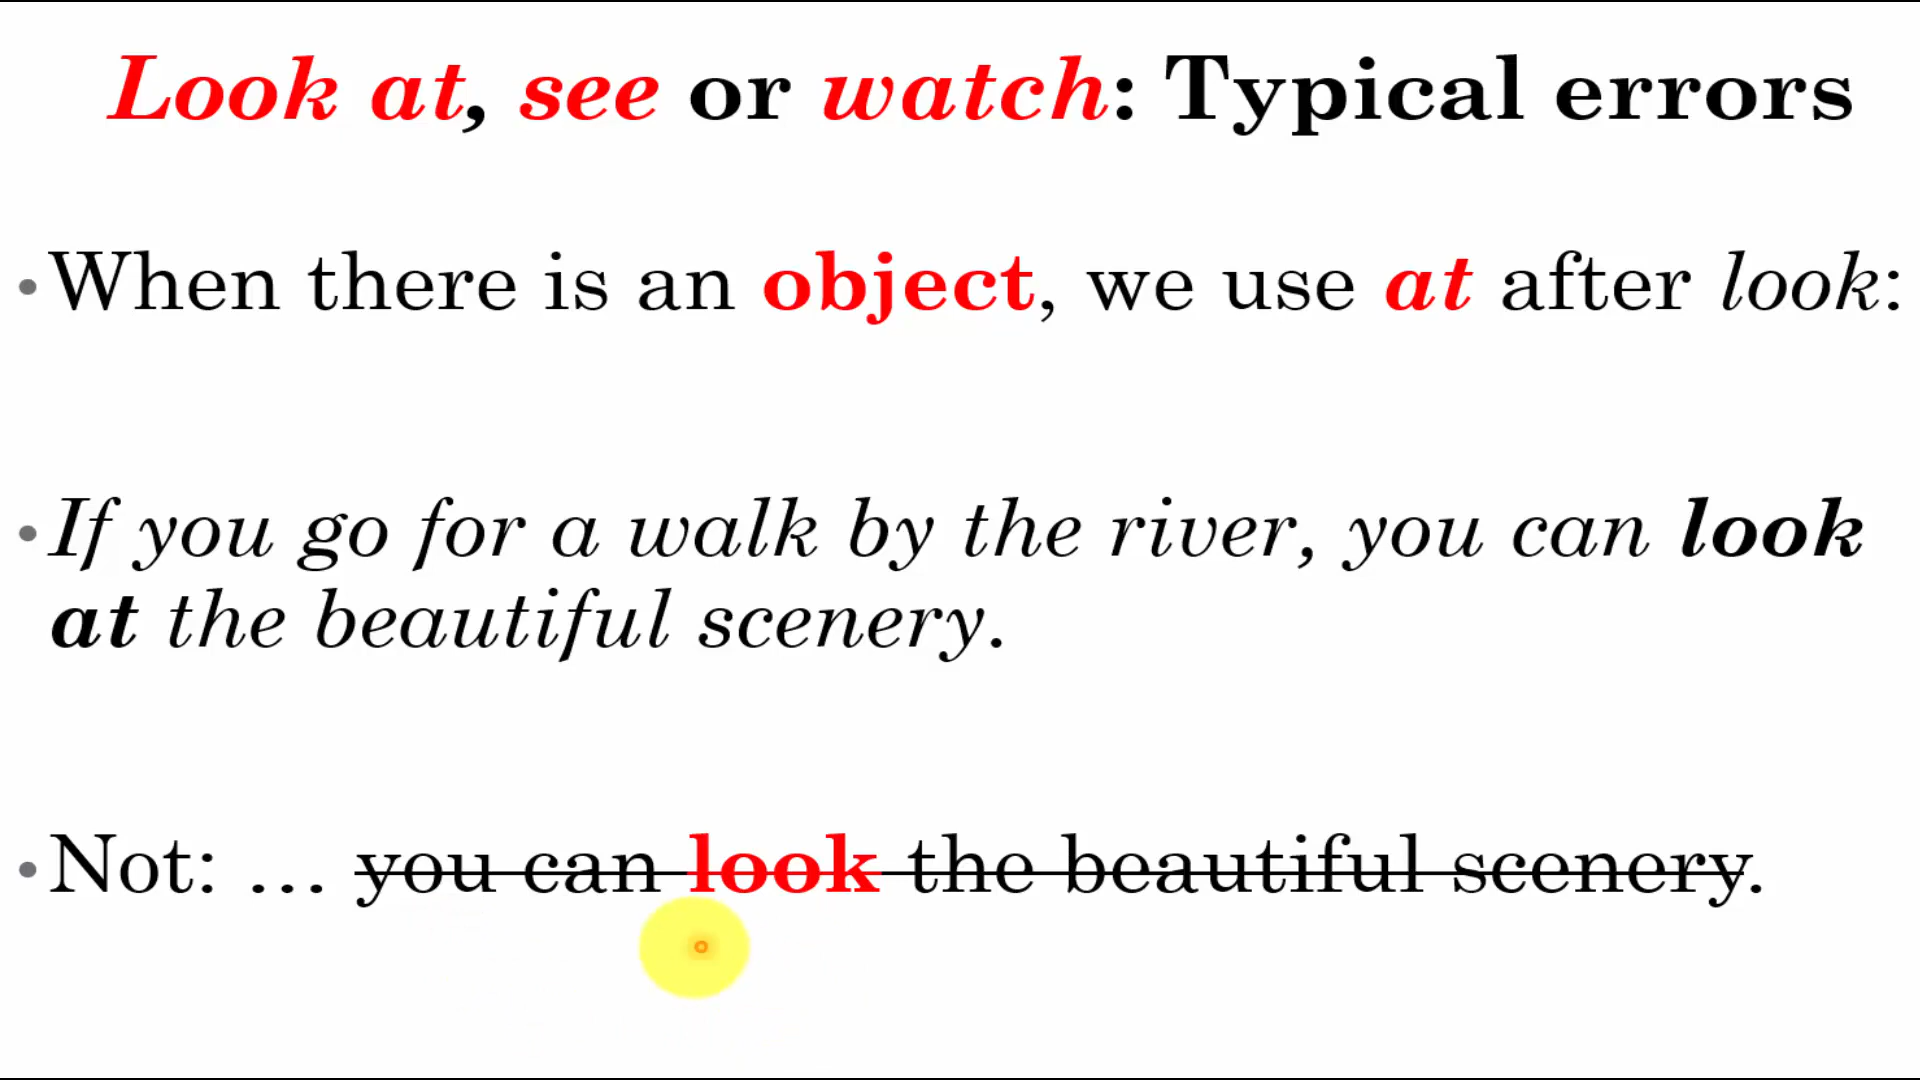 Look at, see or watch: Typical errors
• When there is an object, we use at after look:
• If you go for a walk by the river, you can look
at the beautiful scenery.
• Not: … you can look the beautiful scenery.